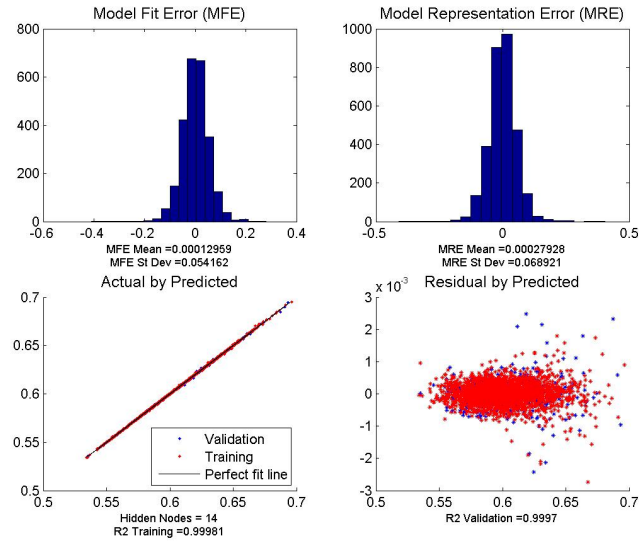 Model Fit Error (MFE)
800
600
400
200
0
-0.6
-0.4
-0.2
0
0.2
0.4
MFE Mean =0.00012959
MFE St Dev =0.054162
Model Representation Error (MRE)
1000
800
600
400
200
0
-0.5
0
0.5
MRE Mean =0.00027928
MRE St Dev =0.068921
Actual by Predicted
0.7
0.65
0.6
0.55
0.5
Validation
Training
Perfect fit line
0.5
0.55
0.6
0.65
0.7
Hidden Nodes = 14
R2 Training =0.99981
Residual by Predicted
x 10^-3
3
2
1
0
-1
-2
-3
0.5
0.55
0.6
0.65
0.7
R2 Validation =0.9997